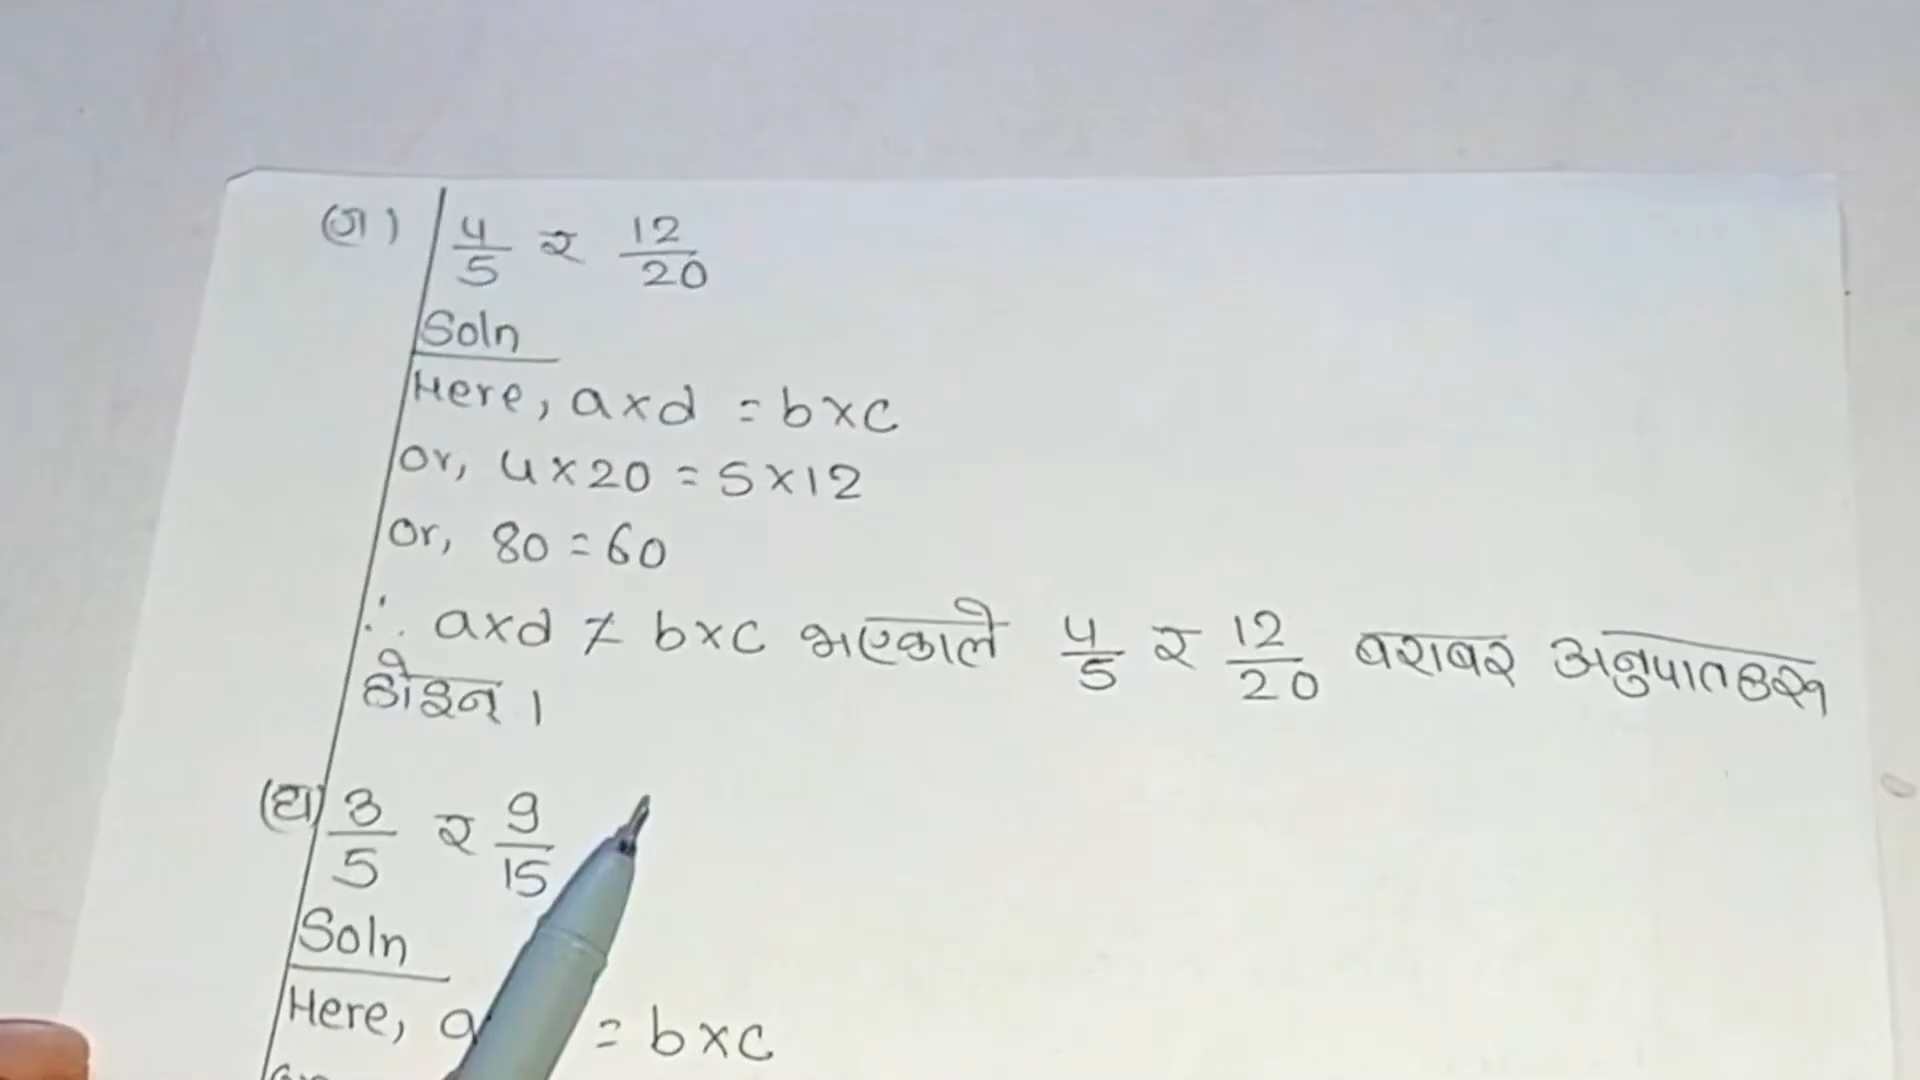 (ग) 4/5 र 12/20
Soln
Here, a×d = b×c
or, 4×20 = 5×12
or, 80 = 60
∴ a×d ≠ b×c भएकाले 4/5 र 12/20 बराबर अनुपातहरू
होइनन् ।
(घ) 3/5 र 9/15
Soln
Here, a = b×c